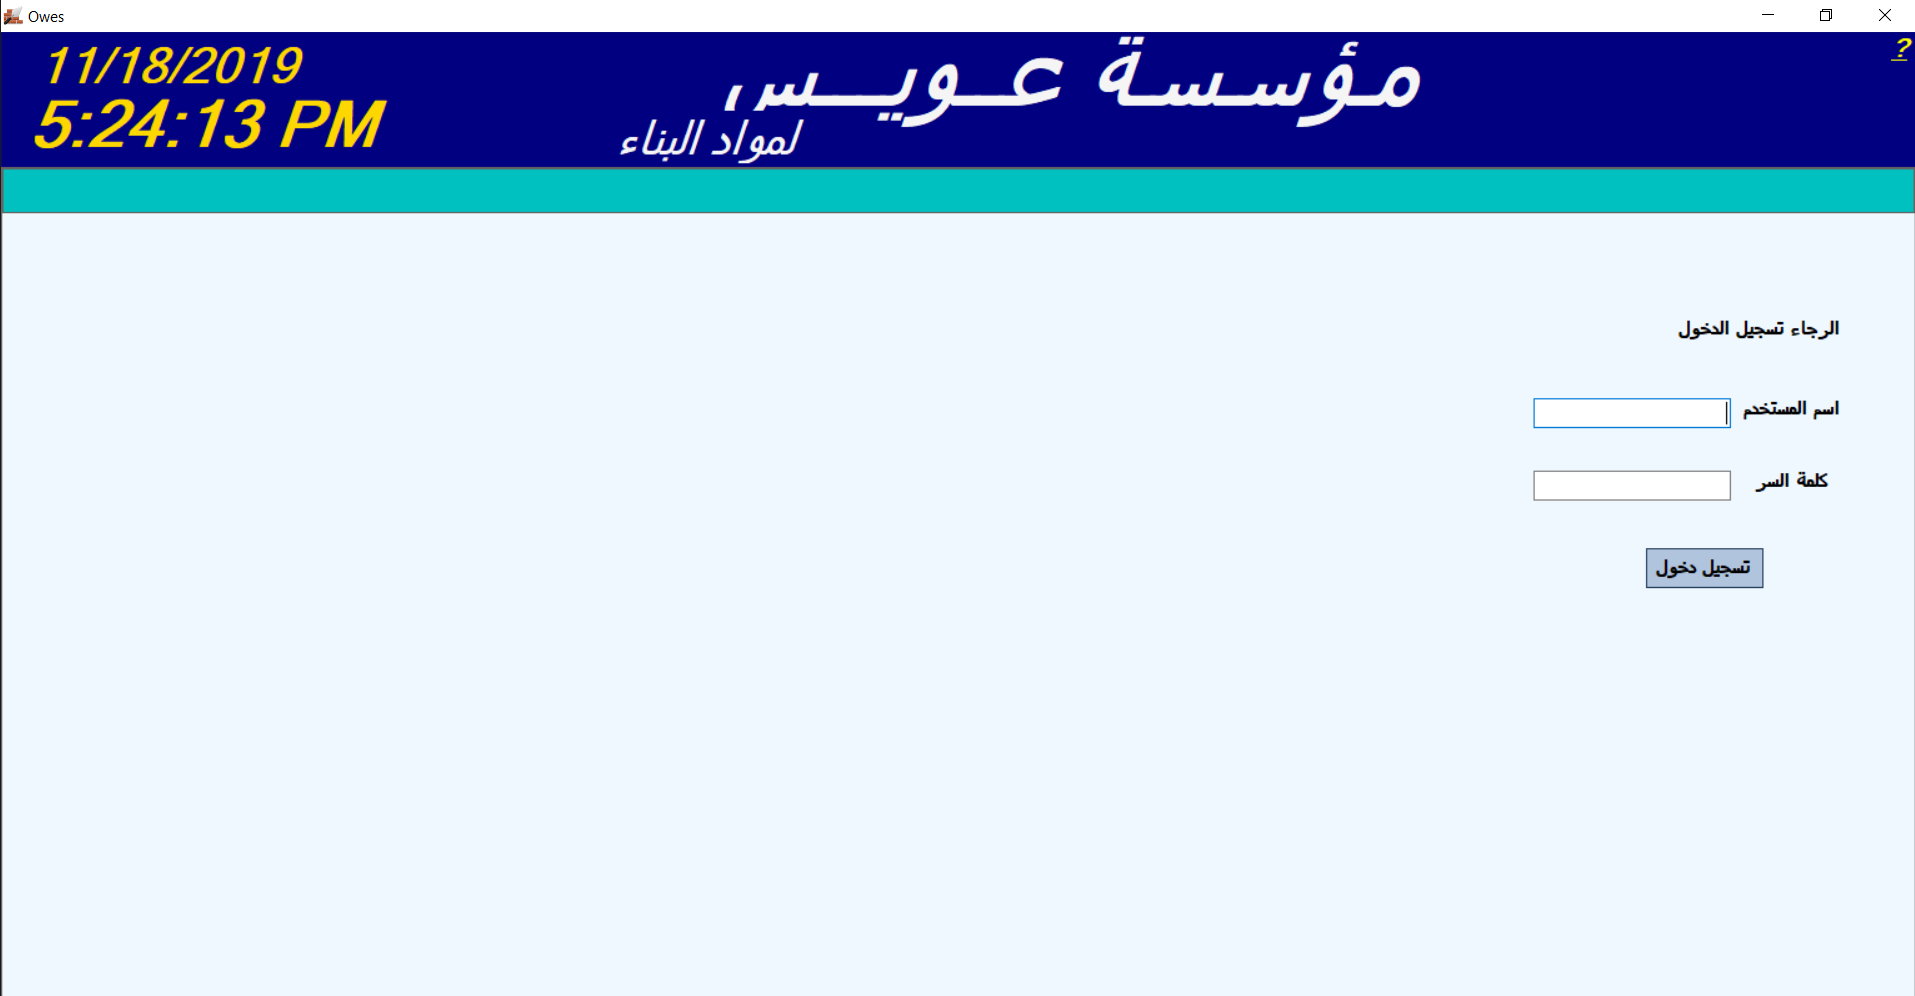 Owes
11/18/2019
5:24:13 PM
مؤسسة عويس
لمواد البناء
?
الرجاء تسجيل الدخول
اسم المستخدم
كلمة السر
تسجيل دخول